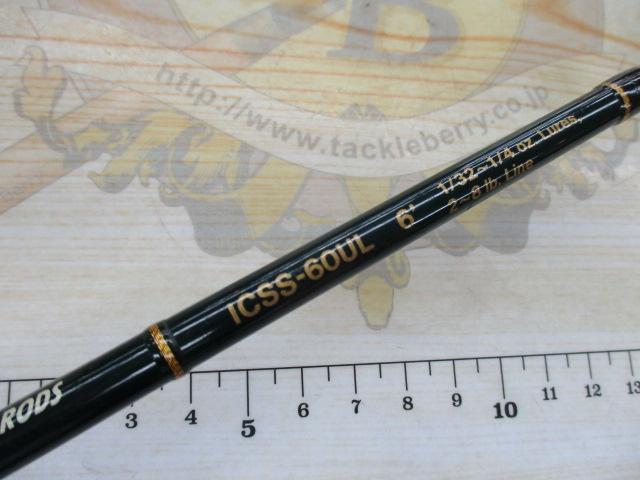 B
http://www.tackleberry.co.jp
ICSS-60UL 6' 1/32~1/4 oz. Lures,
2~6 lb. Line
RODS
3 4 5 6 7 8 9 10 11 12 13